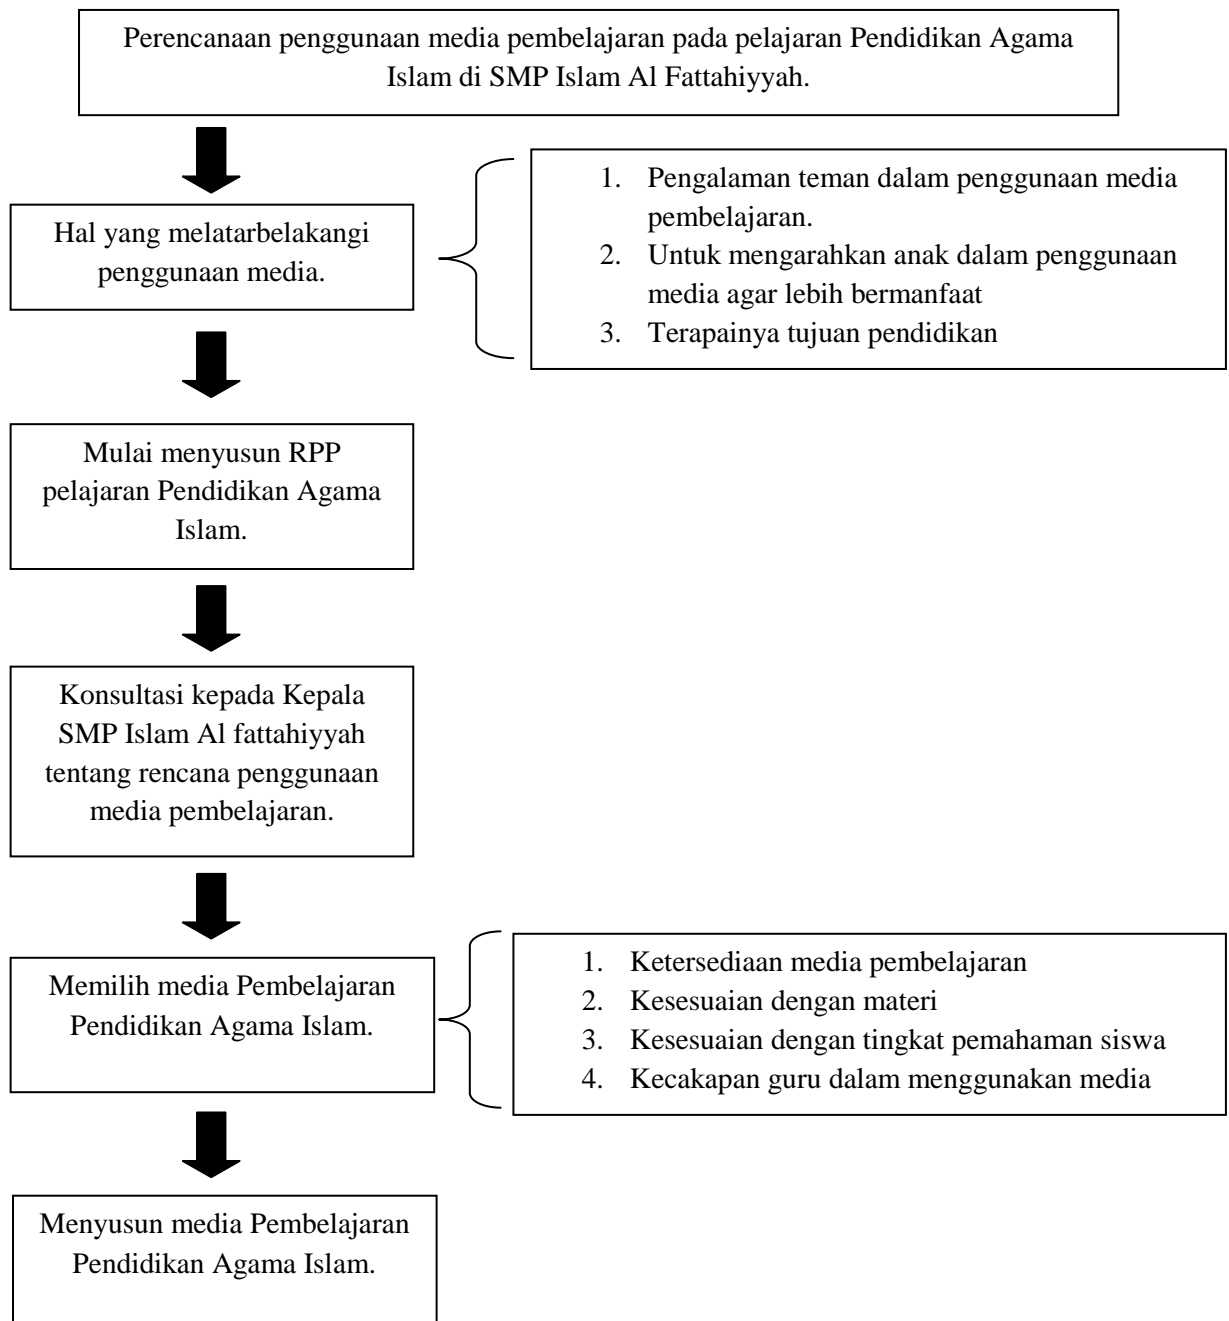 Perencanaan penggunaan media pembelajaran pada pelajaran Pendidikan Agama
Islam di SMP Islam Al Fattahiyyah.
Hal yang melatarbelakangi
penggunaan media.
1. Pengalaman teman dalam penggunaan media
pembelajaran.
2. Untuk mengarahkan anak dalam penggunaan
media agar lebih bermanfaat
3. Terapainya tujuan pendidikan
Mulai menyusun RPP
pelajaran Pendidikan Agama
Islam.
Konsultasi kepada Kepala
SMP Islam Al fattahiyyah
tentang rencana penggunaan
media pembelajaran.
Memilih media Pembelajaran
Pendidikan Agama Islam.
1. Ketersediaan media pembelajaran
2. Kesesuaian dengan materi
3. Kesesuaian dengan tingkat pemahaman siswa
4. Kecakapan guru dalam menggunakan media
Menyusun media Pembelajaran
Pendidikan Agama Islam.